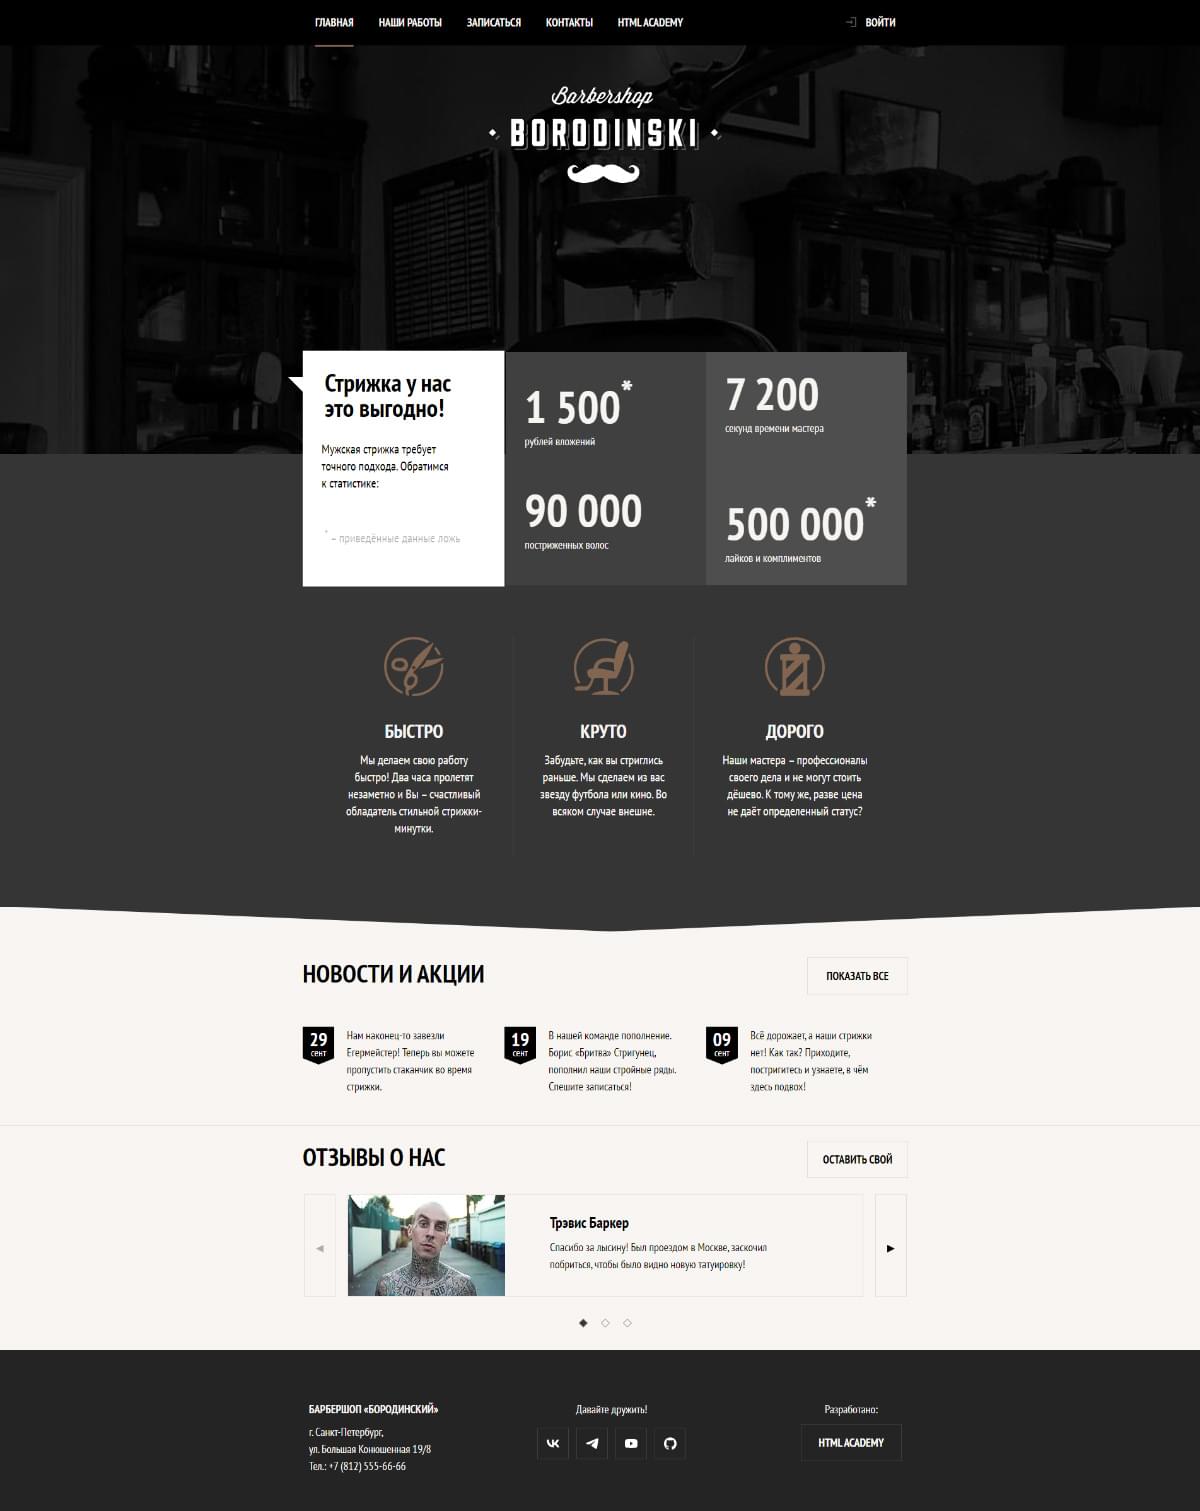 ГЛАВНАЯ НАШИ РАБОТЫ ЗАПИСАТЬСЯ КОНТАКТЫ HTML ACADEMY ВОЙТИ
Barbershop
BORODINSKI
Стрижка у нас
это выгодно!
Мужская стрижка требует
точного подхода. Обратимся
к статистике:
* – приведённые данные ложь
1 500*
рублей вложений
7 200
секунд времени мастера
90 000
постриженных волос
500 000*
лайков и комплиментов
БЫСТРО
Мы делаем свою работу
быстро! Два часа пролетят
незаметно и Вы – счастливый
обладатель стильной стрижки-
минутки.
КРУТО
Забудьте, как вы стриглись
раньше. Мы сделаем из вас
звезду футбола или кино. Во
всяком случае внешне.
ДОРОГО
Наши мастера – профессионалы
своего дела и не могут стоить
дёшево. К тому же, разве цена
не даёт определенный статус?
НОВОСТИ И АКЦИИ
ПОКАЗАТЬ ВСЕ
29
сент
Нам наконец-то завезли
Егермейстер! Теперь вы можете
пропустить стаканчик во время
стрижки.
19
сент
В нашей команде пополнение.
Борис «Бритва» Стригунец,
пополнил наши стройные ряды.
Спешите записаться!
09
сент
Всё дорожает, а наши стрижки
нет! Как так? Приходите,
постригитесь и узнаете, в чём
здесь подвох!
ОТЗЫВЫ О НАС
ОСТАВИТЬ СВОЙ
Трэвис Баркер
Спасибо за лысину! Был проездом в Москве, заскочил
побриться, чтобы было видно новую татуировку!
БАРБЕРШОП «БОРОДИНСКИЙ»
г. Санкт-Петербург,
ул. Большая Конюшенная 19/8
Тел.: +7 (812) 555-66-66
Давайте дружить!
Разработано:
HTML ACADEMY